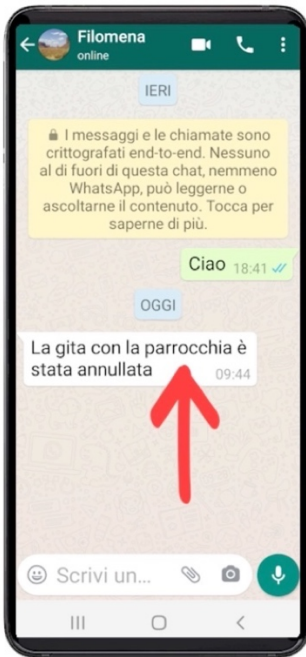 Filomena
online
IERI
I messaggi e le chiamate sono
crittografati end-to-end. Nessuno
al di fuori di questa chat, nemmeno
WhatsApp, può leggerne o
ascoltarne il contenuto. Tocca per
saperne di più.
Ciao 18:41
OGGI
La gita con la parrocchia è
stata annullata 09:44
Scrivi un...